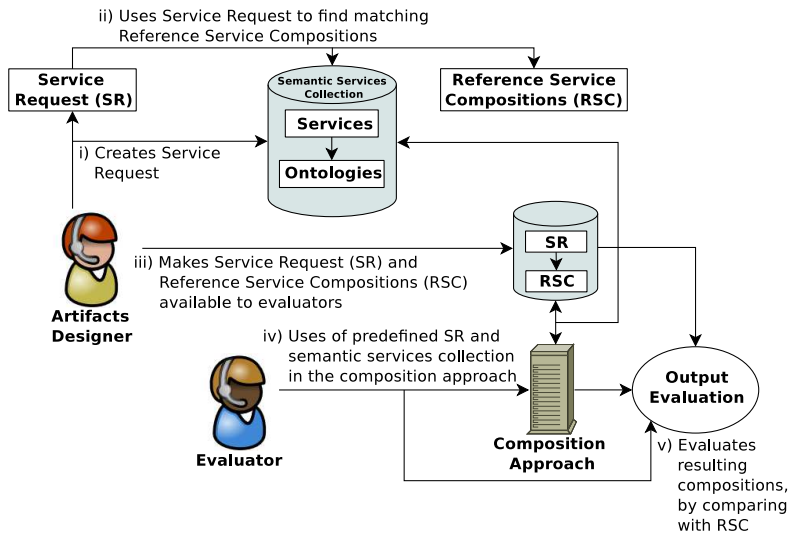 ii) Uses Service Request to find matching
Reference Service Compositions
Service
Request (SR)
Semantic Services
Collection
Services
Ontologies
Reference Service
Compositions (RSC)
i) Creates Service
Request
Artifacts
Designer
iii) Makes Service Request (SR) and
Reference Service Compositions (RSC)
available to evaluators
SR
RSC
iv) Uses of predefined SR and
semantic services collection
in the composition approach
Evaluator
Composition
Approach
Output
Evaluation
v) Evaluates
resulting
compositions,
by comparing
with RSC